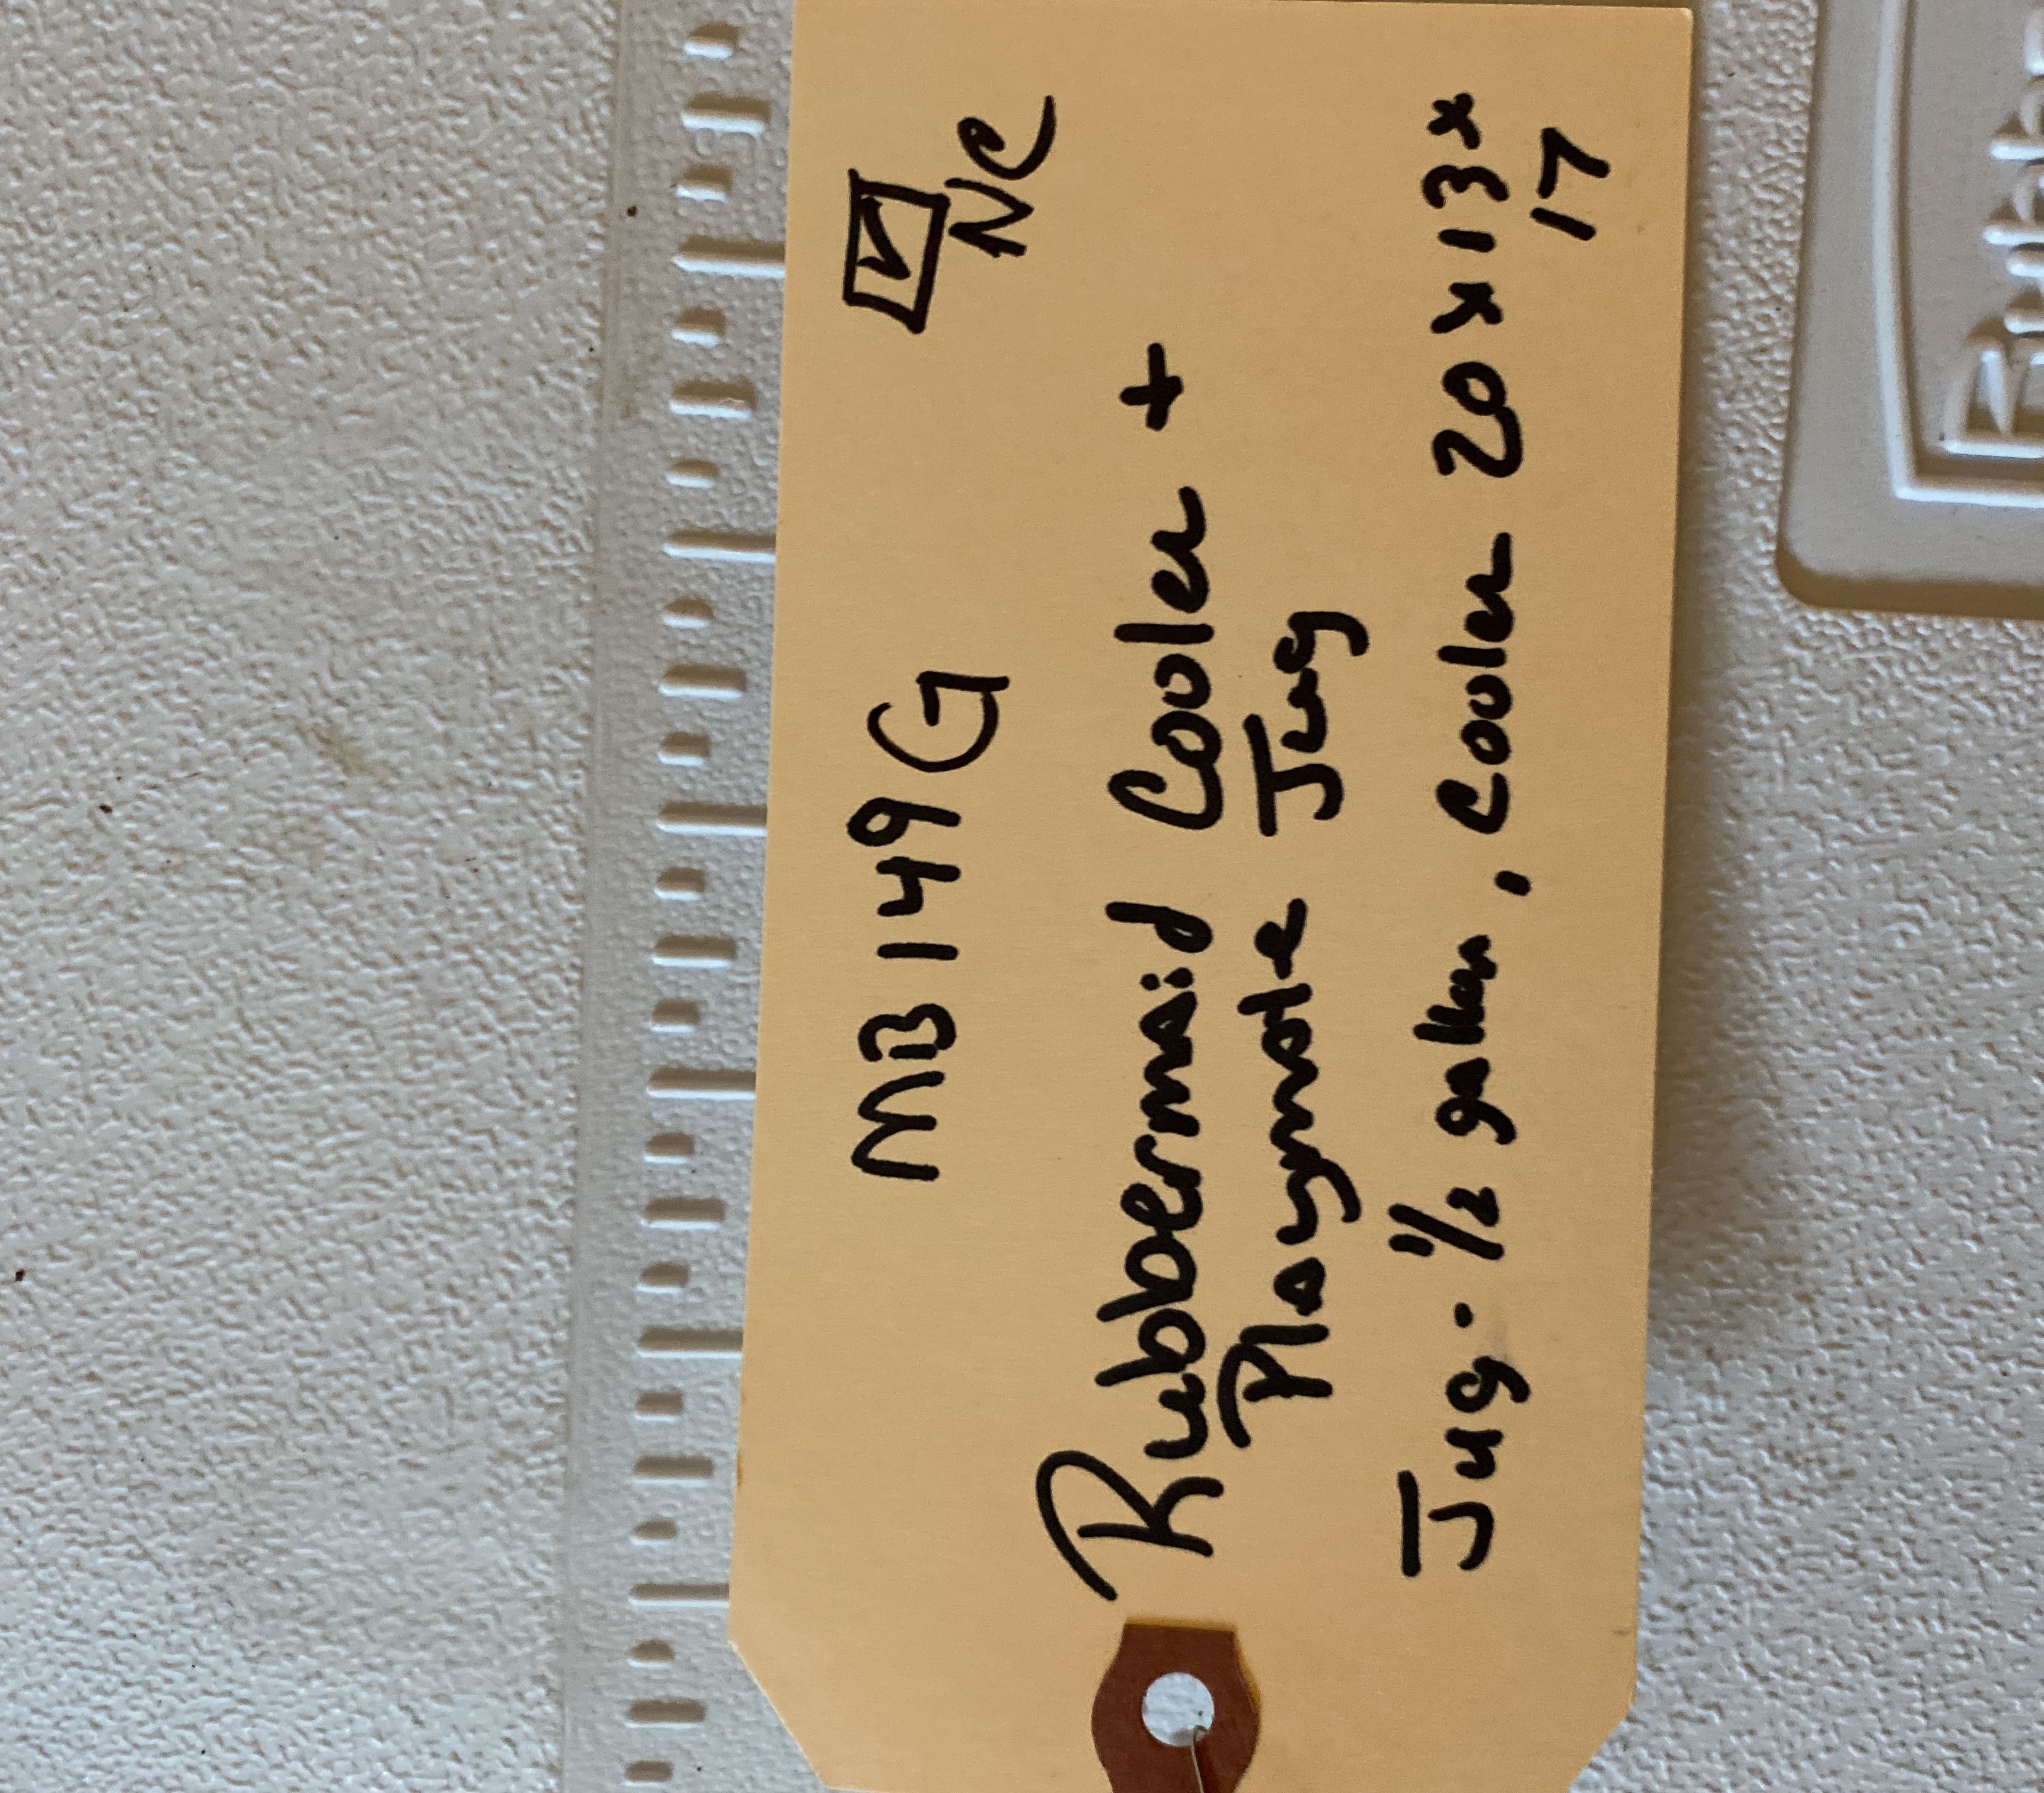 MB149G
NC
Rubbermaid Cooler +
Playmate Jug
Jug - 1/2 gallon, Cooler 20 x 13 x
17